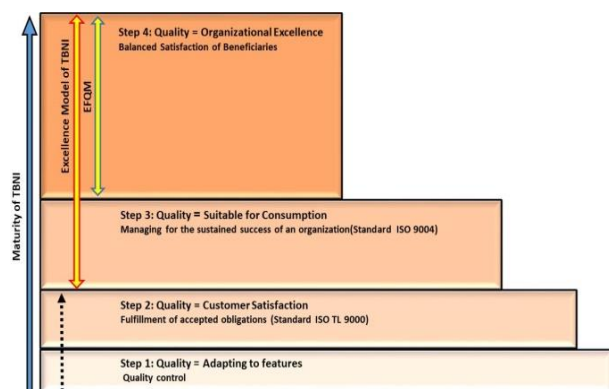 Step 4: Quality = Organizational Excellence
Balanced Satisfaction of Beneficiaries
Maturity of TBNI
Excellence Model of TBNI
EFQM
Step 3: Quality = Suitable for Consumption
Managing for the sustained success of an organization(Standard ISO 9004)
Step 2: Quality = Customer Satisfaction
Fulfillment of accepted obligations (Standard ISO TL 9000)
Step 1: Quality = Adapting to features
Quality control